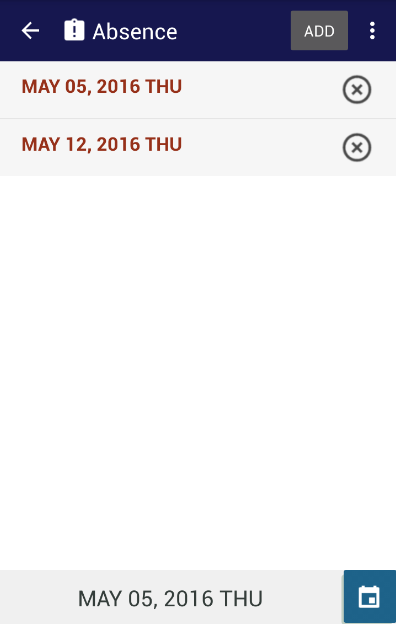 Absence
ADD
MAY 05, 2016 THU
MAY 12, 2016 THU
MAY 05, 2016 THU